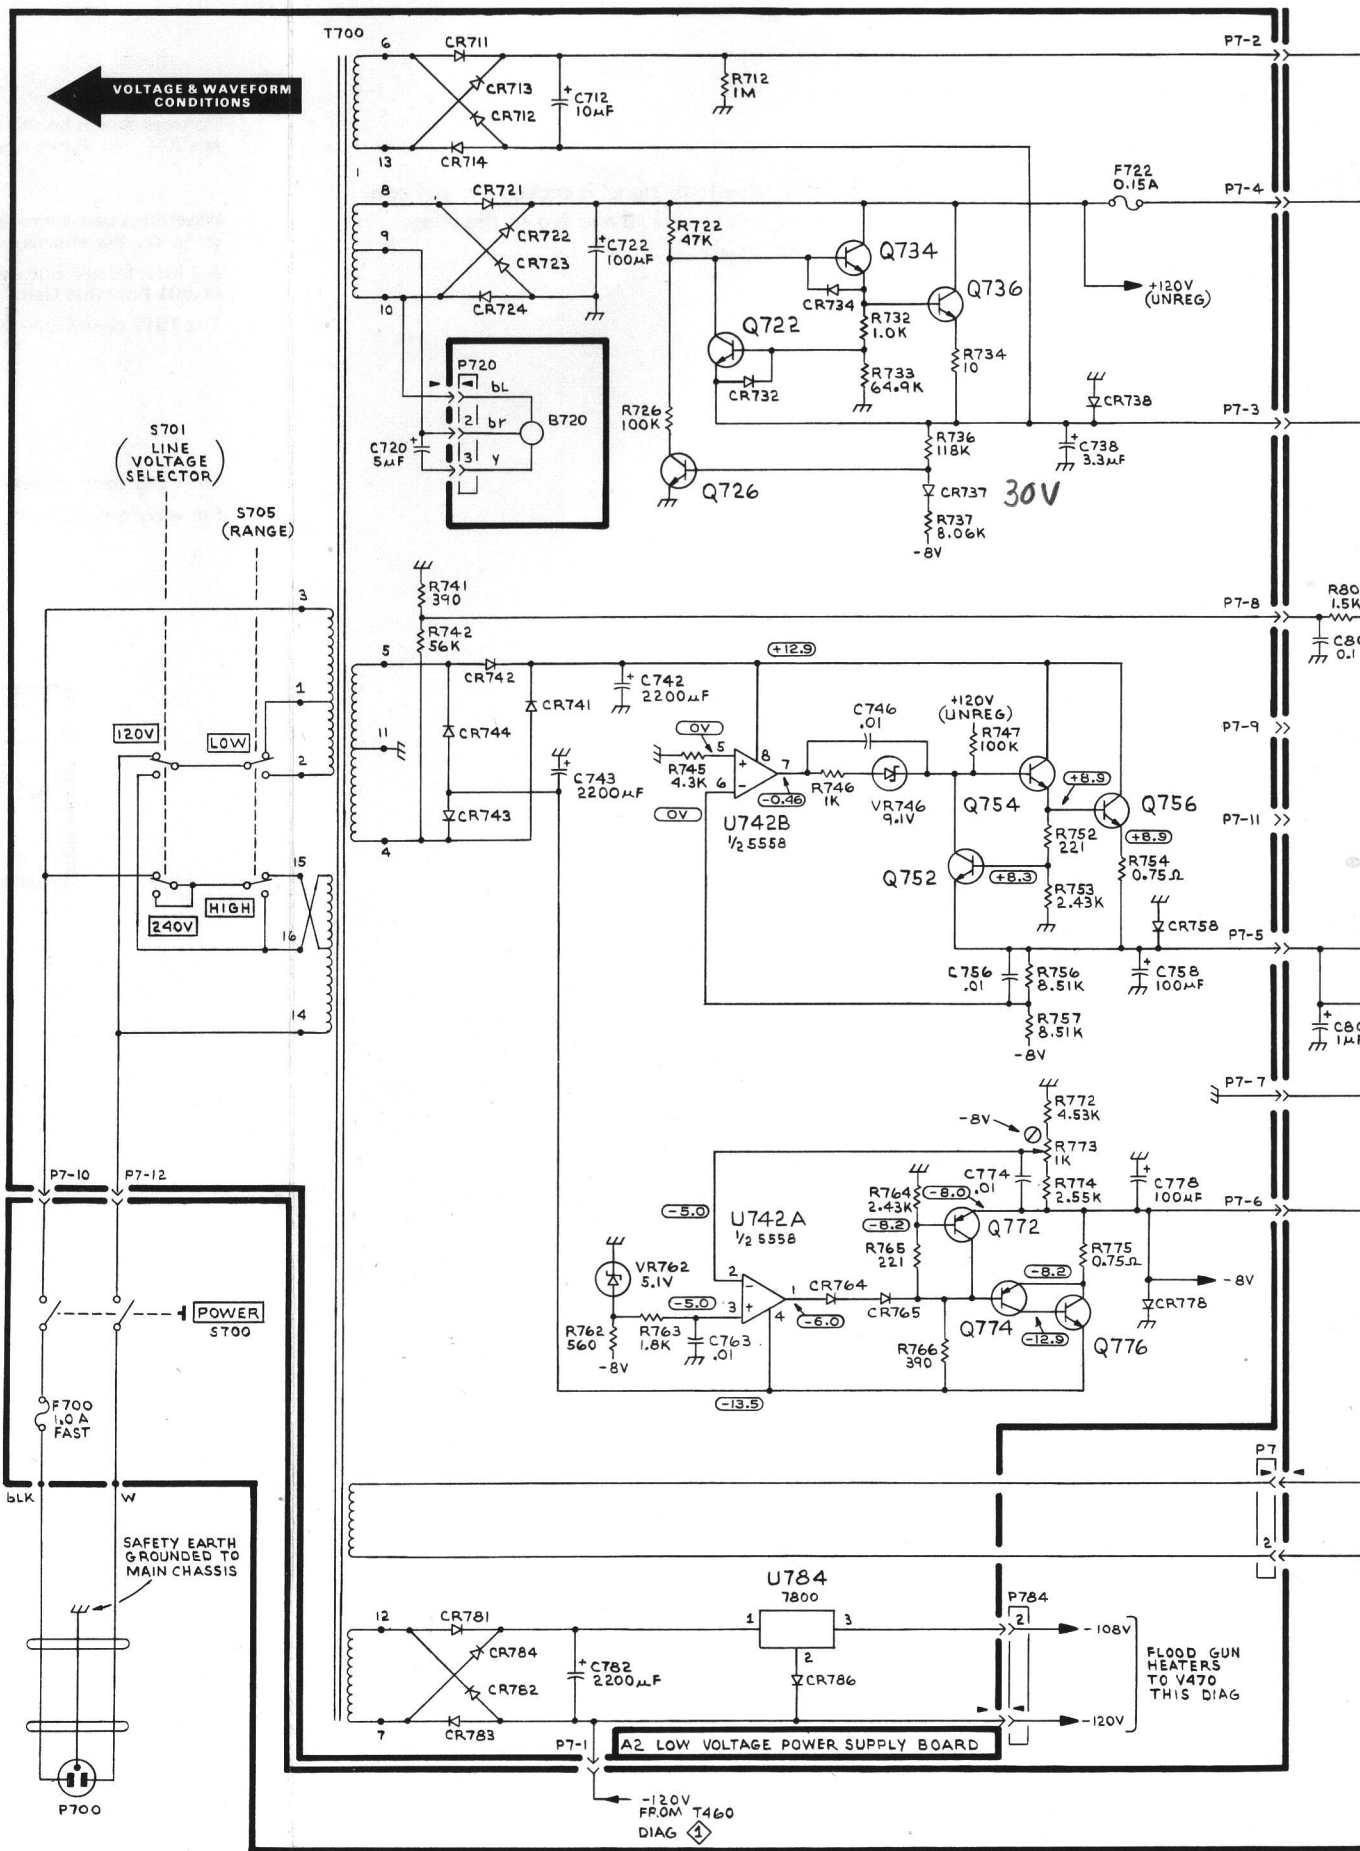 T700
VOLTAGE & WAVEFORM
CONDITIONS
6
CR711
CR713
CR712
CR714
13
1
+
C712
10µF
R712
1M
P7-2
8
CR721
9
CR722
CR723
10
CR724
+
C722
100µF
R722
47K
Q734
CR734
Q736
R732
1.0K
Q722
R733
64.9K
R734
10
CR732
F722
0.15A
P7-4
+120V
(UNREG)
P720
bL
2
br
3
Y
B720
C720
5µF
+
R726
100K
Q726
R736
118K
CR737
30V
R737
8.06K
-8V
CR738
+
C738
3.3µF
P7-3
S701
(LINE
VOLTAGE
SELECTOR)
S705
(RANGE)
3
1
2
120V
LOW
15
HIGH
240V
16
14
R741
390
R742
56K
P7-8
R80
1.5K
C80
0.1
5
CR742
CR741
CR744
CR743
11
4
+
C742
2200µF
+
C743
2200µF
+12.9
0V
5
R745
4.3K
6
0V
+
-
8
7
-0.46
U742B
½ 5558
C746
.01
R746
1K
VR746
9.1V
+120V
(UNREG)
R747
100K
Q754
+8.9
Q756
+8.9
R752
221
R754
0.75Ω
Q752
+8.3
R753
2.43K
CR758
P7-9
P7-11
P7-5
C756
.01
R756
8.51K
+
C758
100µF
R757
8.51K
-8V
+
C80
1µF
P7-7
R772
4.53K
-8V
R773
1K
C774
.01
R774
2.55K
+
C778
100µF
P7-6
P7-10
P7-12
-5.0
U742A
½ 5558
R764
2.43K
-8.0
-8.2
Q772
R765
221
R775
0.75Ω
-8.2
-8V
CR778
VR762
5.1V
2
-
-5.0
3
+
1
4
-6.0
CR764
CR765
Q774
-12.9
Q776
R762
560
-8V
R763
1.8K
C763
.01
R766
390
-13.5
POWER
S700
F700
1.0 A
FAST
bLK
W
P7
2
SAFETY EARTH
GROUNDED TO
MAIN CHASSIS
U784
7800
12
CR781
CR784
CR782
CR783
7
+
C782
2200µF
1
3
2
CR786
P784
2
-108V
FLOOD GUN
HEATERS
TO V470
THIS DIAG
-120V
P7-1
A2 LOW VOLTAGE POWER SUPPLY BOARD
P700
-120V
FROM T460
DIAG 1